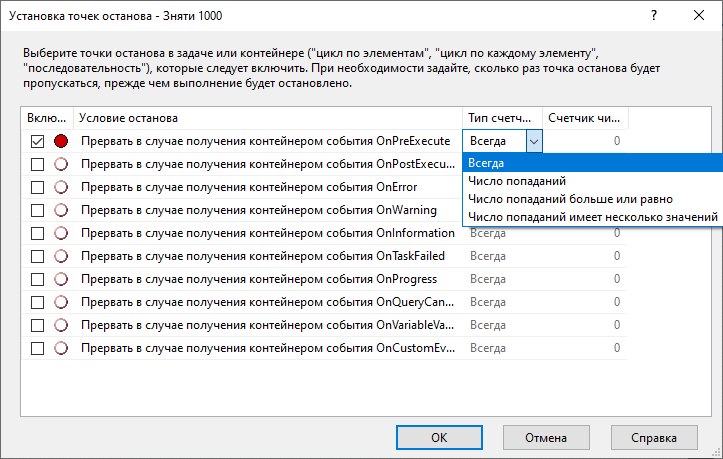 Установка точек останова - Зняти 1000
Выберите точки останова в задаче или контейнере ("цикл по элементам", "цикл по каждому элементу",
"последовательность"), которые следует включить. При необходимости задайте, сколько раз точка останова будет
пропускаться, прежде чем выполнение будет остановлено.
Вклю... Условие останова Тип счетч... Счетчик чи...
Прервать в случае получения контейнером события OnPreExecute Всегда 0
Прервать в случае получения контейнером события OnPostExecu... Всегда
Прервать в случае получения контейнером события OnError Число попаданий
Прервать в случае получения контейнером события OnWarning Число попаданий больше или равно
Число попаданий имеет несколько значений
Прервать в случае получения контейнером события OnInformation Всегда 0
Прервать в случае получения контейнером события OnTaskFailed Всегда 0
Прервать в случае получения контейнером события OnProgress Всегда 0
Прервать в случае получения контейнером события OnQueryCan... Всегда 0
Прервать в случае получения контейнером события OnVariableVa... Всегда 0
Прервать в случае получения контейнером события OnCustomEv... Всегда 0
OK Отмена Справка